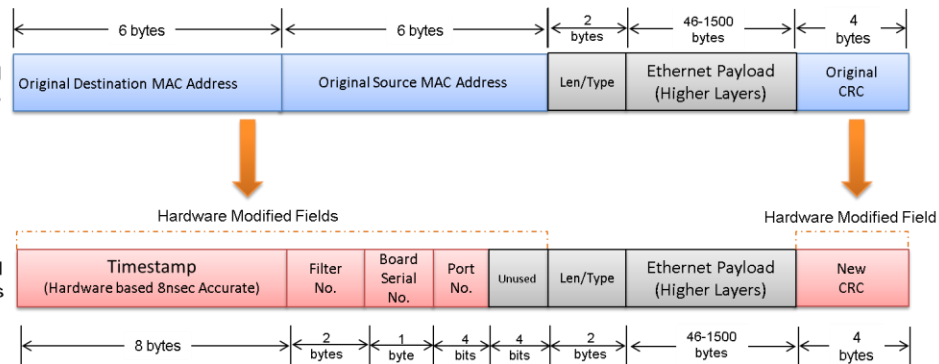 6 bytes
6 bytes
2
bytes
46-1500
bytes
4
bytes
Original Destination MAC Address
Original Source MAC Address
Len/Type
Ethernet Payload
(Higher Layers)
Original
CRC
Hardware Modified Fields
Hardware Modified Field
Timestamp
(Hardware based 8nsec Accurate)
Filter
No.
Board
Serial
No.
Port
No.
Unused
Len/Type
Ethernet Payload
(Higher Layers)
New
CRC
8 bytes
2
bytes
1
byte
4
bits
4
bits
2
bytes
46-1500
bytes
4
bytes